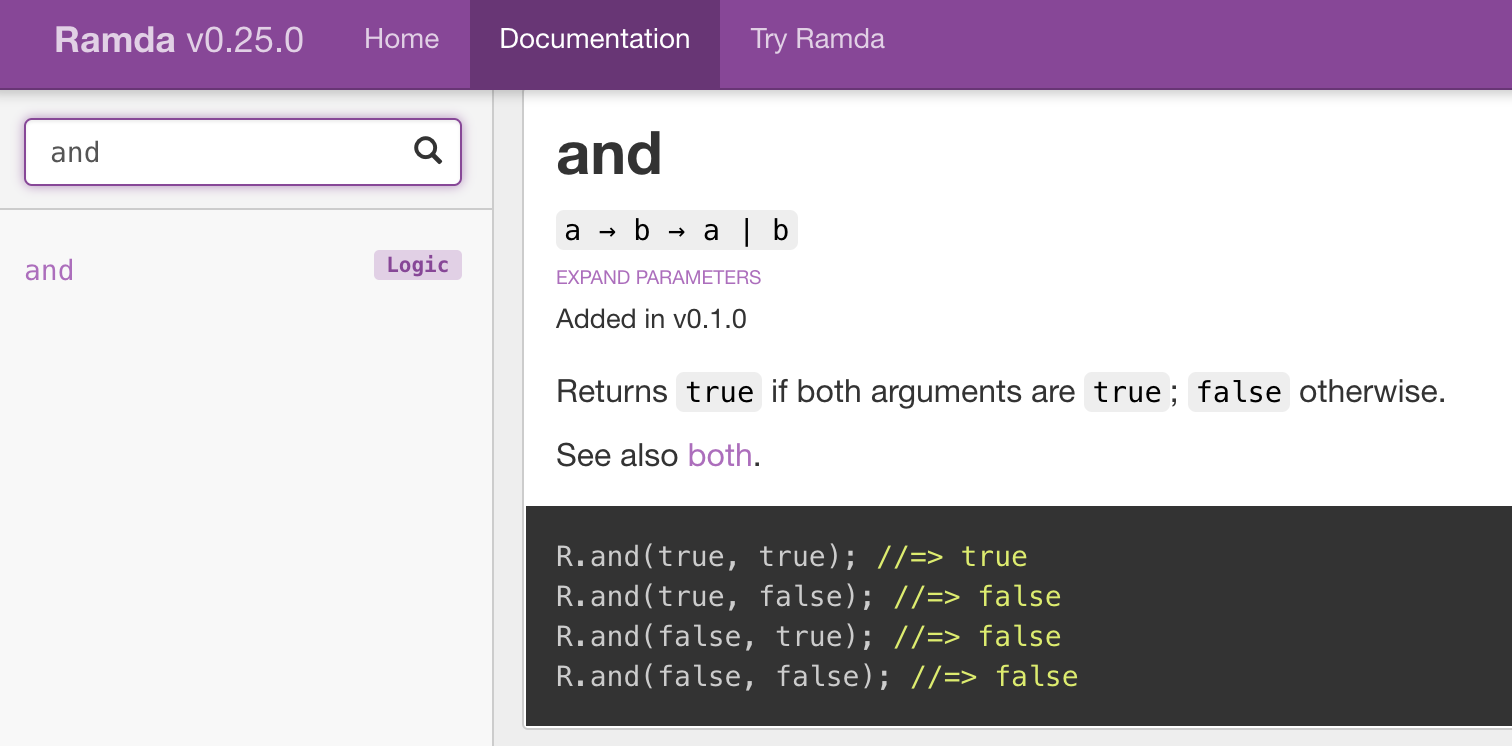 Ramda v0.25.0 Home Documentation Try Ramda
and
and Logic
and
a → b → a | b
EXPAND PARAMETERS
Added in v0.1.0
Returns true if both arguments are true; false otherwise.
See also both.
R.and(true, true); //=> true
R.and(true, false); //=> false
R.and(false, true); //=> false
R.and(false, false); //=> false